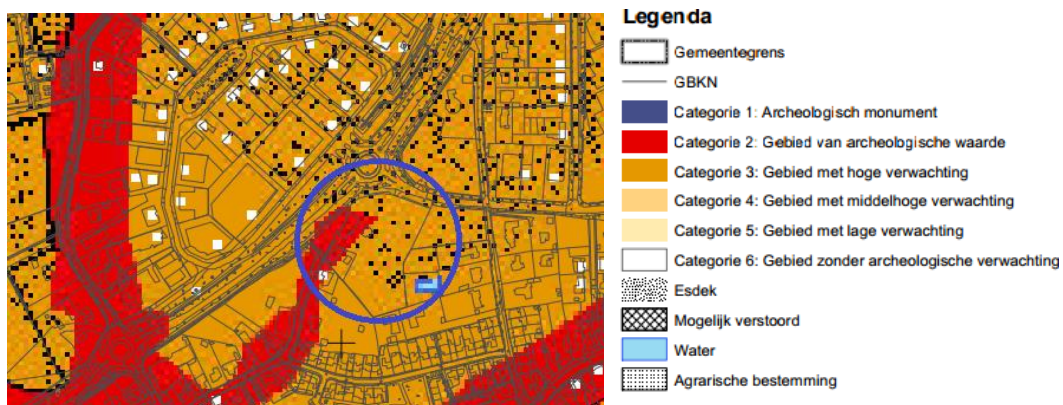 Legenda
Gemeentegrens
GBKN
Categorie 1: Archeologisch monument
Categorie 2: Gebied van archeologische waarde
Categorie 3: Gebied met hoge verwachting
Categorie 4: Gebied met middelhoge verwachting
Categorie 5: Gebied met lage verwachting
Categorie 6: Gebied zonder archeologische verwachting
Esdek
Mogelijk verstoord
Water
Agrarische bestemming